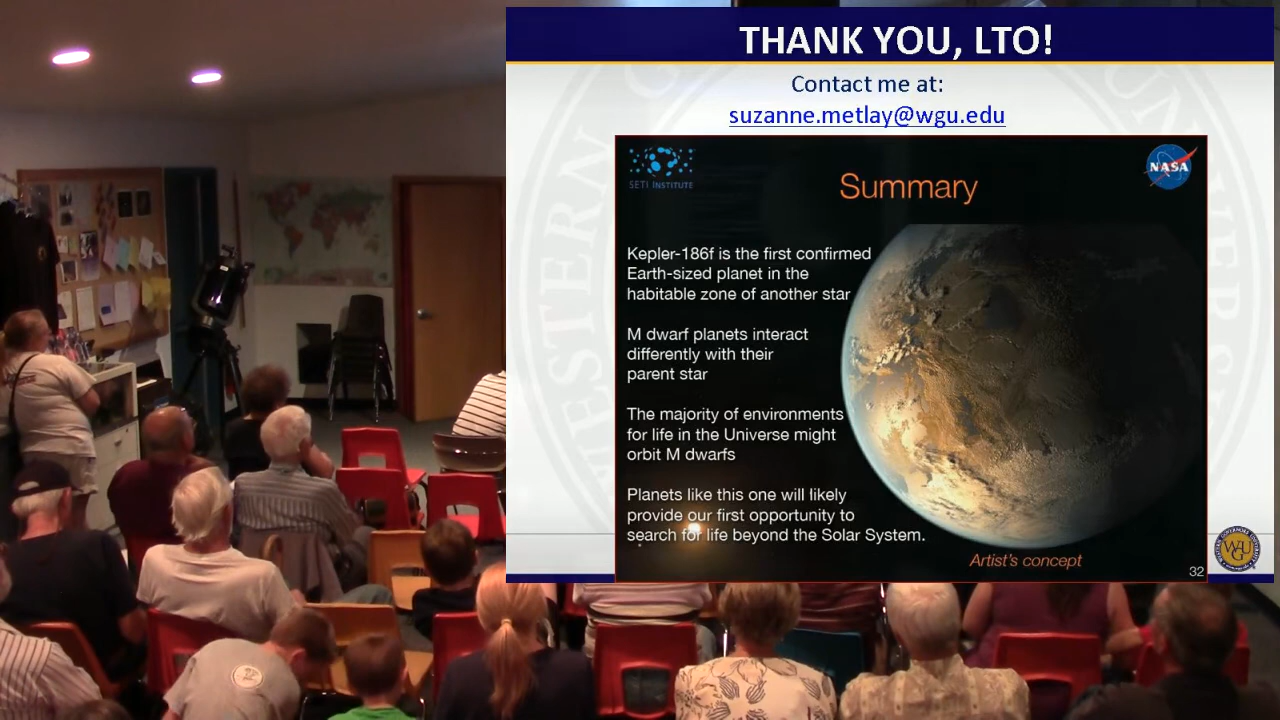 THANK YOU, LTO!
Contact me at:
suzanne.metlay@wgu.edu
SETI INSTITUTE
NASA
Summary
Kepler-186f is the first confirmed
Earth-sized planet in the
habitable zone of another star
M dwarf planets interact
differently with their
parent star
The majority of environments
for life in the Universe might
orbit M dwarfs
Planets like this one will likely
provide our first opportunity to
search for life beyond the Solar System.
Artist's concept
32
WGU